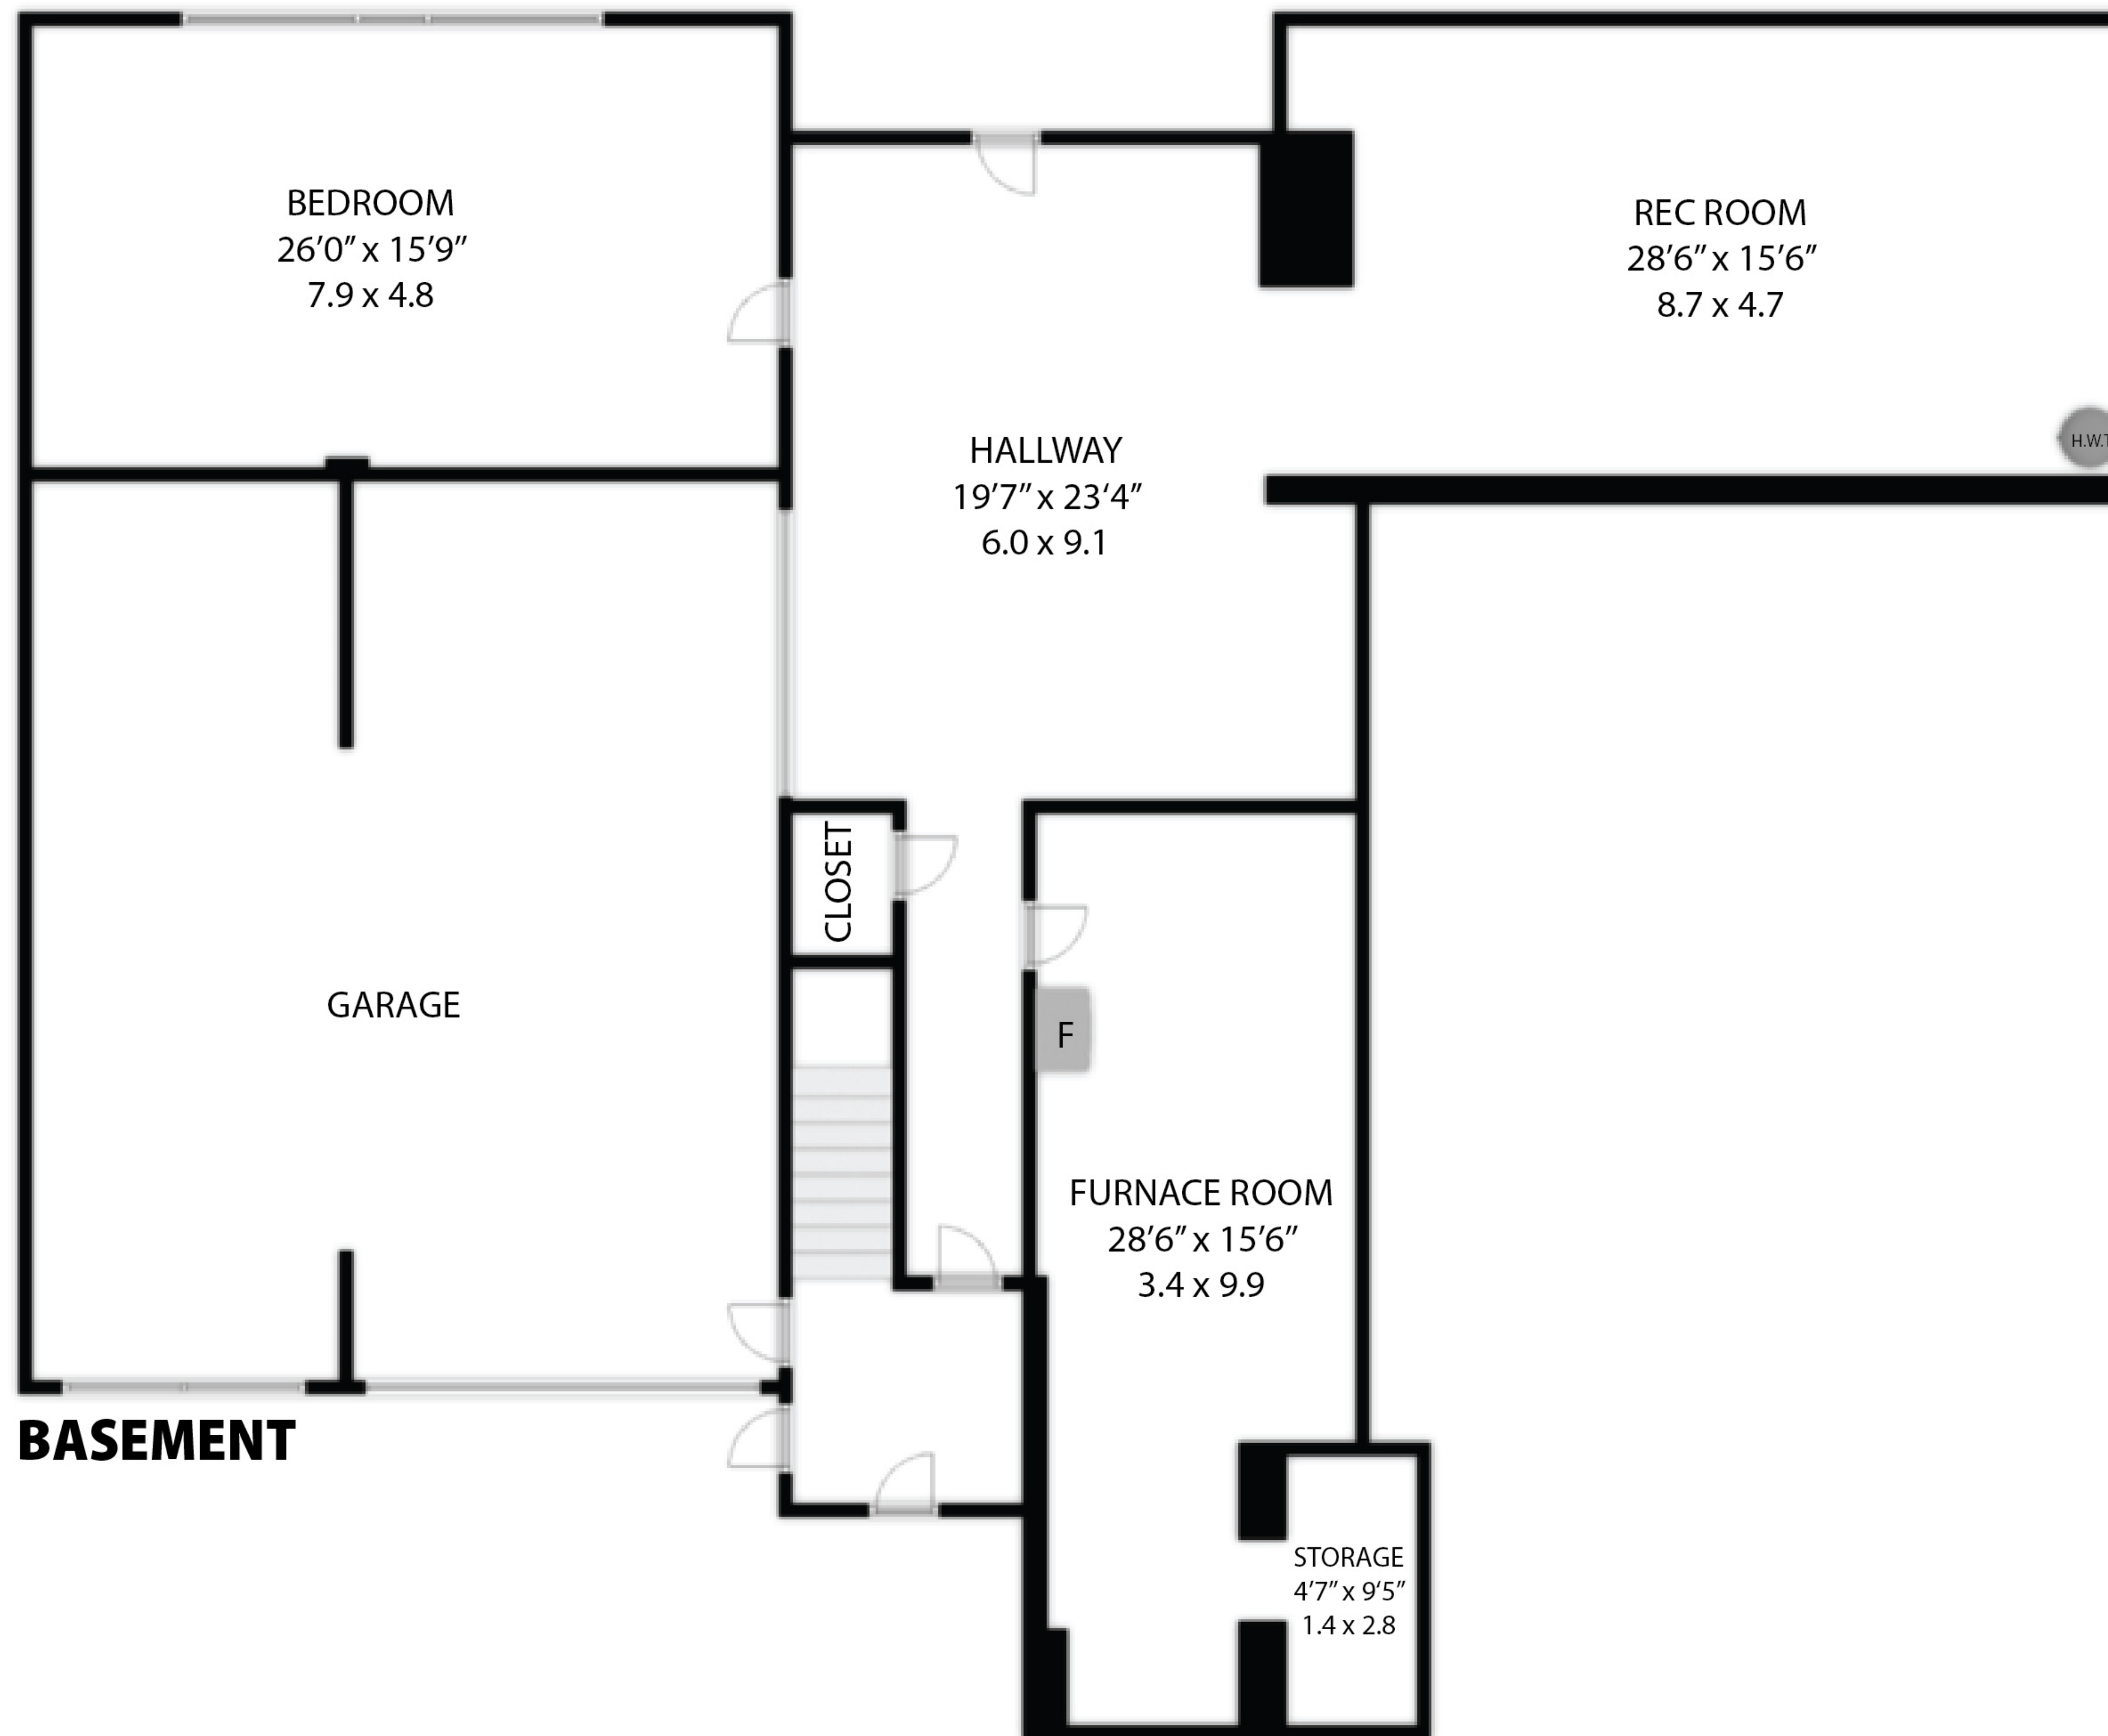 BEDROOM
26’0” x 15’9”
7.9 x 4.8
REC ROOM
28’6” x 15’6”
8.7 x 4.7
H.W.T
HALLWAY
19’7” x 23‘4”
6.0 x 9.1
CLOSET
GARAGE
F
FURNACE ROOM
28’6” x 15’6”
3.4 x 9.9
BASEMENT
STORAGE
4’7” x 9‘5”
1.4 x 2.8